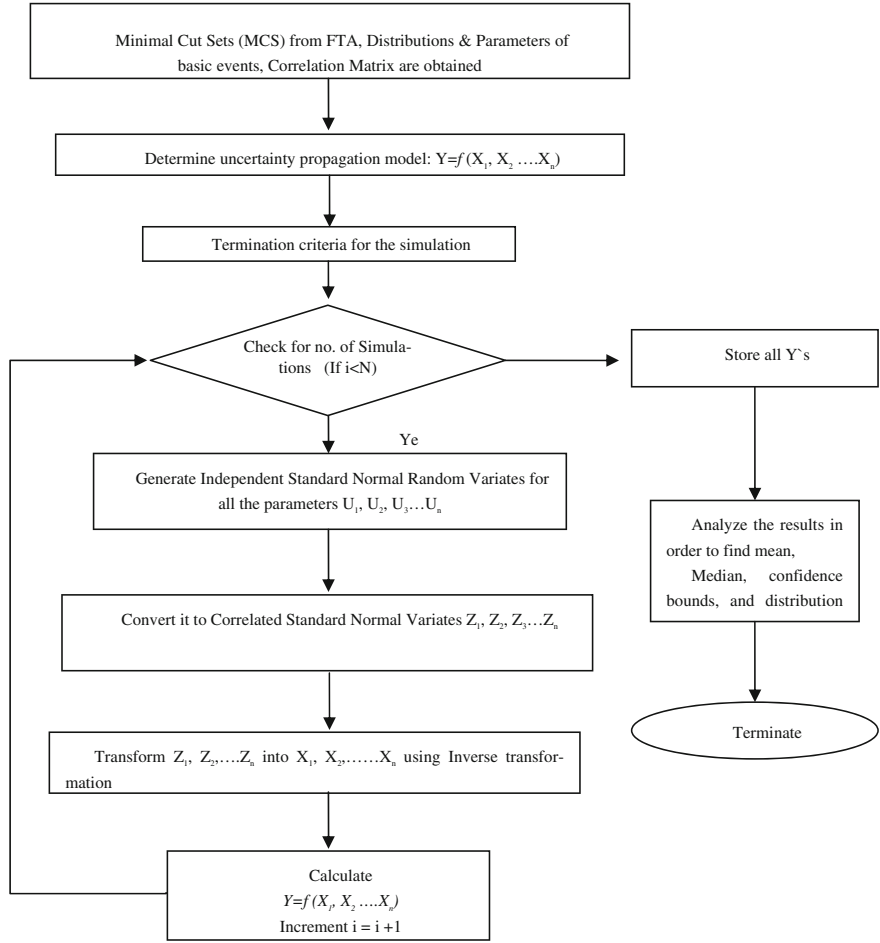 Minimal Cut Sets (MCS) from FTA, Distributions & Parameters of
basic events, Correlation Matrix are obtained
Determine uncertainty propagation model: Y=f (X₁, X₂ ….Xₙ)
Termination criteria for the simulation
Check for no. of Simula-
tions (If i<N)
Ye
Generate Independent Standard Normal Random Variates for
all the parameters U₁, U₂, U₃…Uₙ
Convert it to Correlated Standard Normal Variates Z₁, Z₂, Z₃…Zₙ
Transform Z₁, Z₂,….Zₙ into X₁, X₂,……Xₙ using Inverse transfor-
mation
Calculate
Y=f (X₁, X₂ ….Xₙ)
Increment i = i +1
Store all Y`s
Analyze the results in
order to find mean,
Median, confidence
bounds, and distribution
Terminate